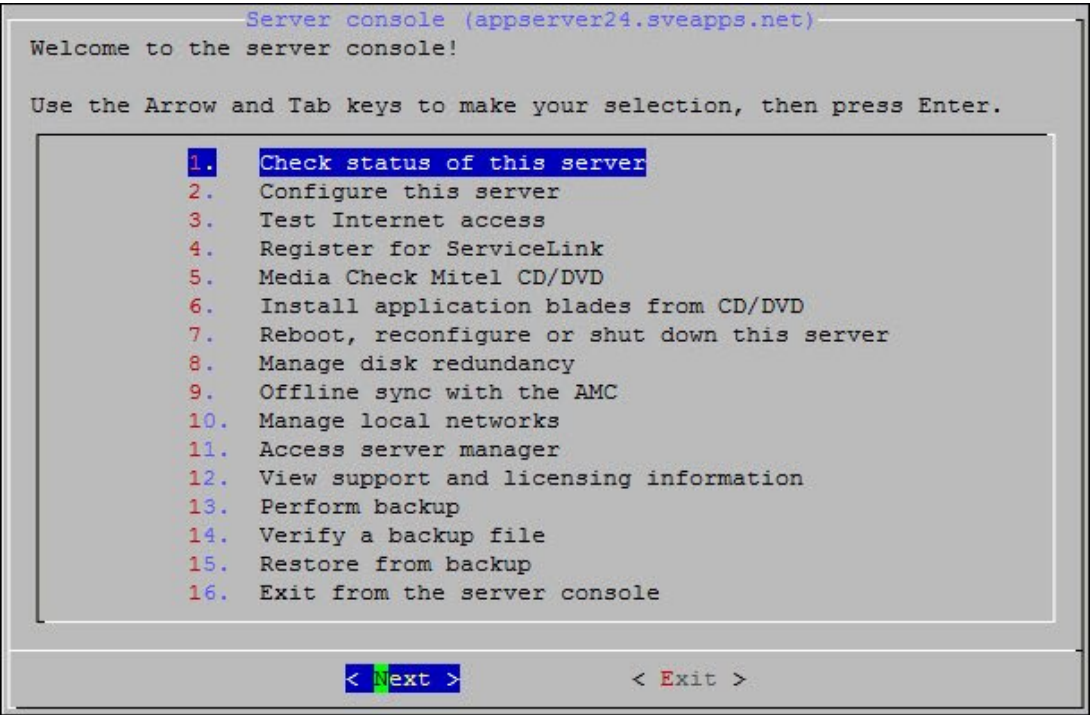 Server console (appserver24.sveapps.net)
Welcome to the server console!
Use the Arrow and Tab keys to make your selection, then press Enter.
1. Check status of this server
2. Configure this server
3. Test Internet access
4. Register for ServiceLink
5. Media Check Mitel CD/DVD
6. Install application blades from CD/DVD
7. Reboot, reconfigure or shut down this server
8. Manage disk redundancy
9. Offline sync with the AMC
10. Manage local networks
11. Access server manager
12. View support and licensing information
13. Perform backup
14. Verify a backup file
15. Restore from backup
16. Exit from the server console
< Next > < Exit >